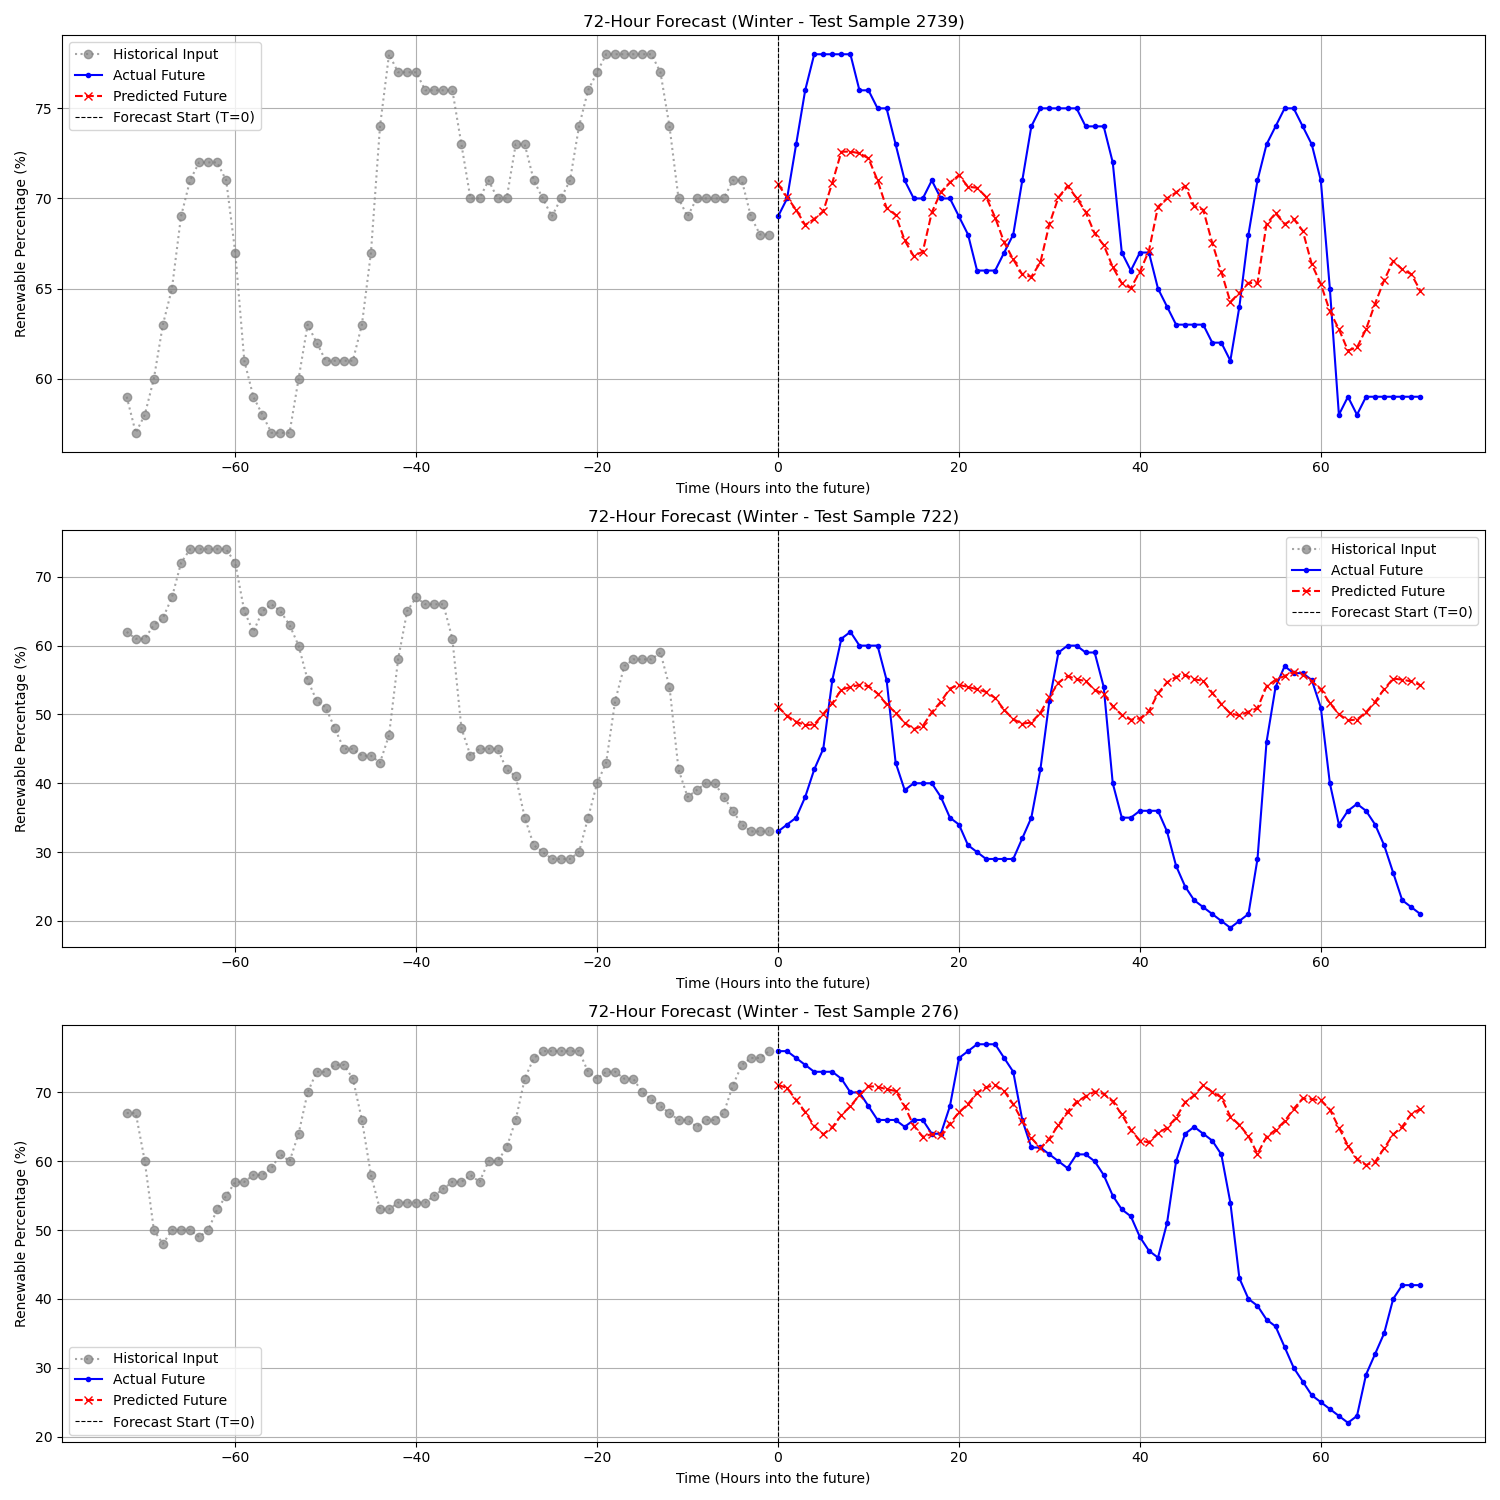 72-Hour Forecast (Winter - Test Sample 2739)
Historical Input
Actual Future
Predicted Future
Forecast Start (T=0)
Renewable Percentage (%)
75
70
65
60
−60 −40 −20 0 20 40 60
Time (Hours into the future)
72-Hour Forecast (Winter - Test Sample 722)
Historical Input
Actual Future
Predicted Future
Forecast Start (T=0)
Renewable Percentage (%)
70
60
50
40
30
20
−60 −40 −20 0 20 40 60
Time (Hours into the future)
72-Hour Forecast (Winter - Test Sample 276)
Renewable Percentage (%)
70
60
50
40
30
20
Historical Input
Actual Future
Predicted Future
Forecast Start (T=0)
−60 −40 −20 0 20 40 60
Time (Hours into the future)